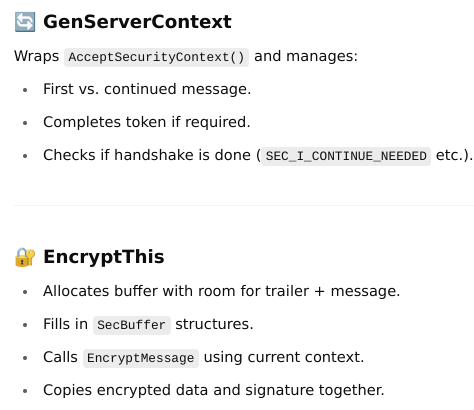 🔄 GenServerContext
Wraps AcceptSecurityContext() and manages:
• First vs. continued message.
• Completes token if required.
• Checks if handshake is done (SEC_I_CONTINUE_NEEDED etc.).
🔐 EncryptThis
• Allocates buffer with room for trailer + message.
• Fills in SecBuffer structures.
• Calls EncryptMessage using current context.
• Copies encrypted data and signature together.